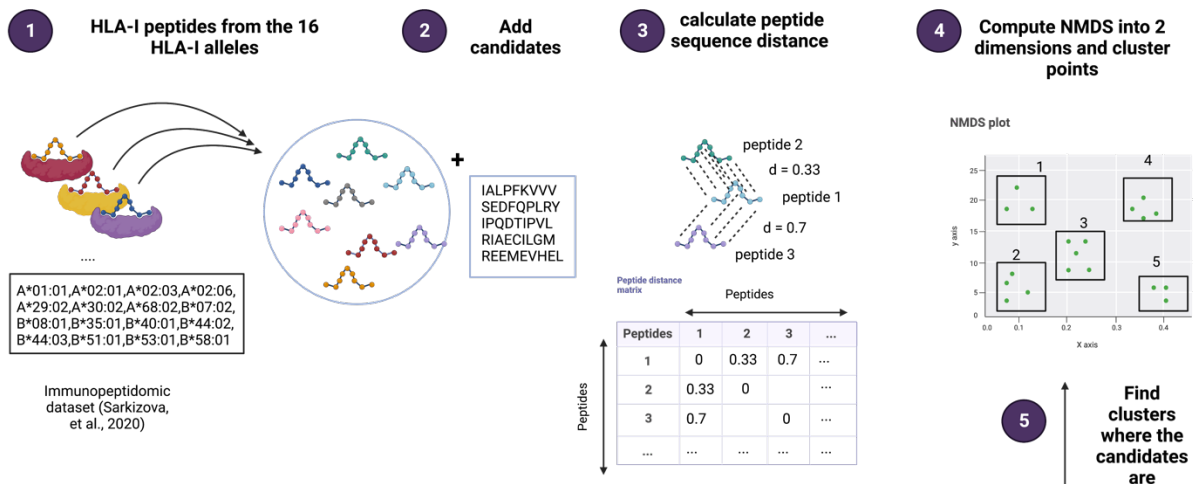 1
HLA-I peptides from the 16
HLA-I alleles
....
A*01:01,A*02:01,A*02:03,A*02:06,
A*29:02,A*30:02,A*68:02,B*07:02,
B*08:01,B*35:01,B*40:01,B*44:02,
B*44:03,B*51:01,B*53:01,B*58:01
Immunopeptidomic
dataset (Sarkizova,
et al., 2020)
2
Add
candidates
+
IALPFKVVV
SEDFQPLRY
IPQDTIPVL
RIAECILGM
REEMEVHEL
3
calculate peptide
sequence distance
peptide 2
d = 0.33
peptide 1
d = 0.7
peptide 3
Peptide distance
matrix
Peptides
Peptides
Peptides 1 2 3 ...
1 0 0.33 0.7 ...
2 0.33 0 ...
3 0.7 0 ...
... ... ... ... ...
4
Compute NMDS into 2
dimensions and cluster
points
NMDS plot
y axis
25
20
15
10
5
0
0.0 0.1 0.2 0.3 0.4
X axis
1
4
3
2
5
5
Find
clusters
where the
candidates
are